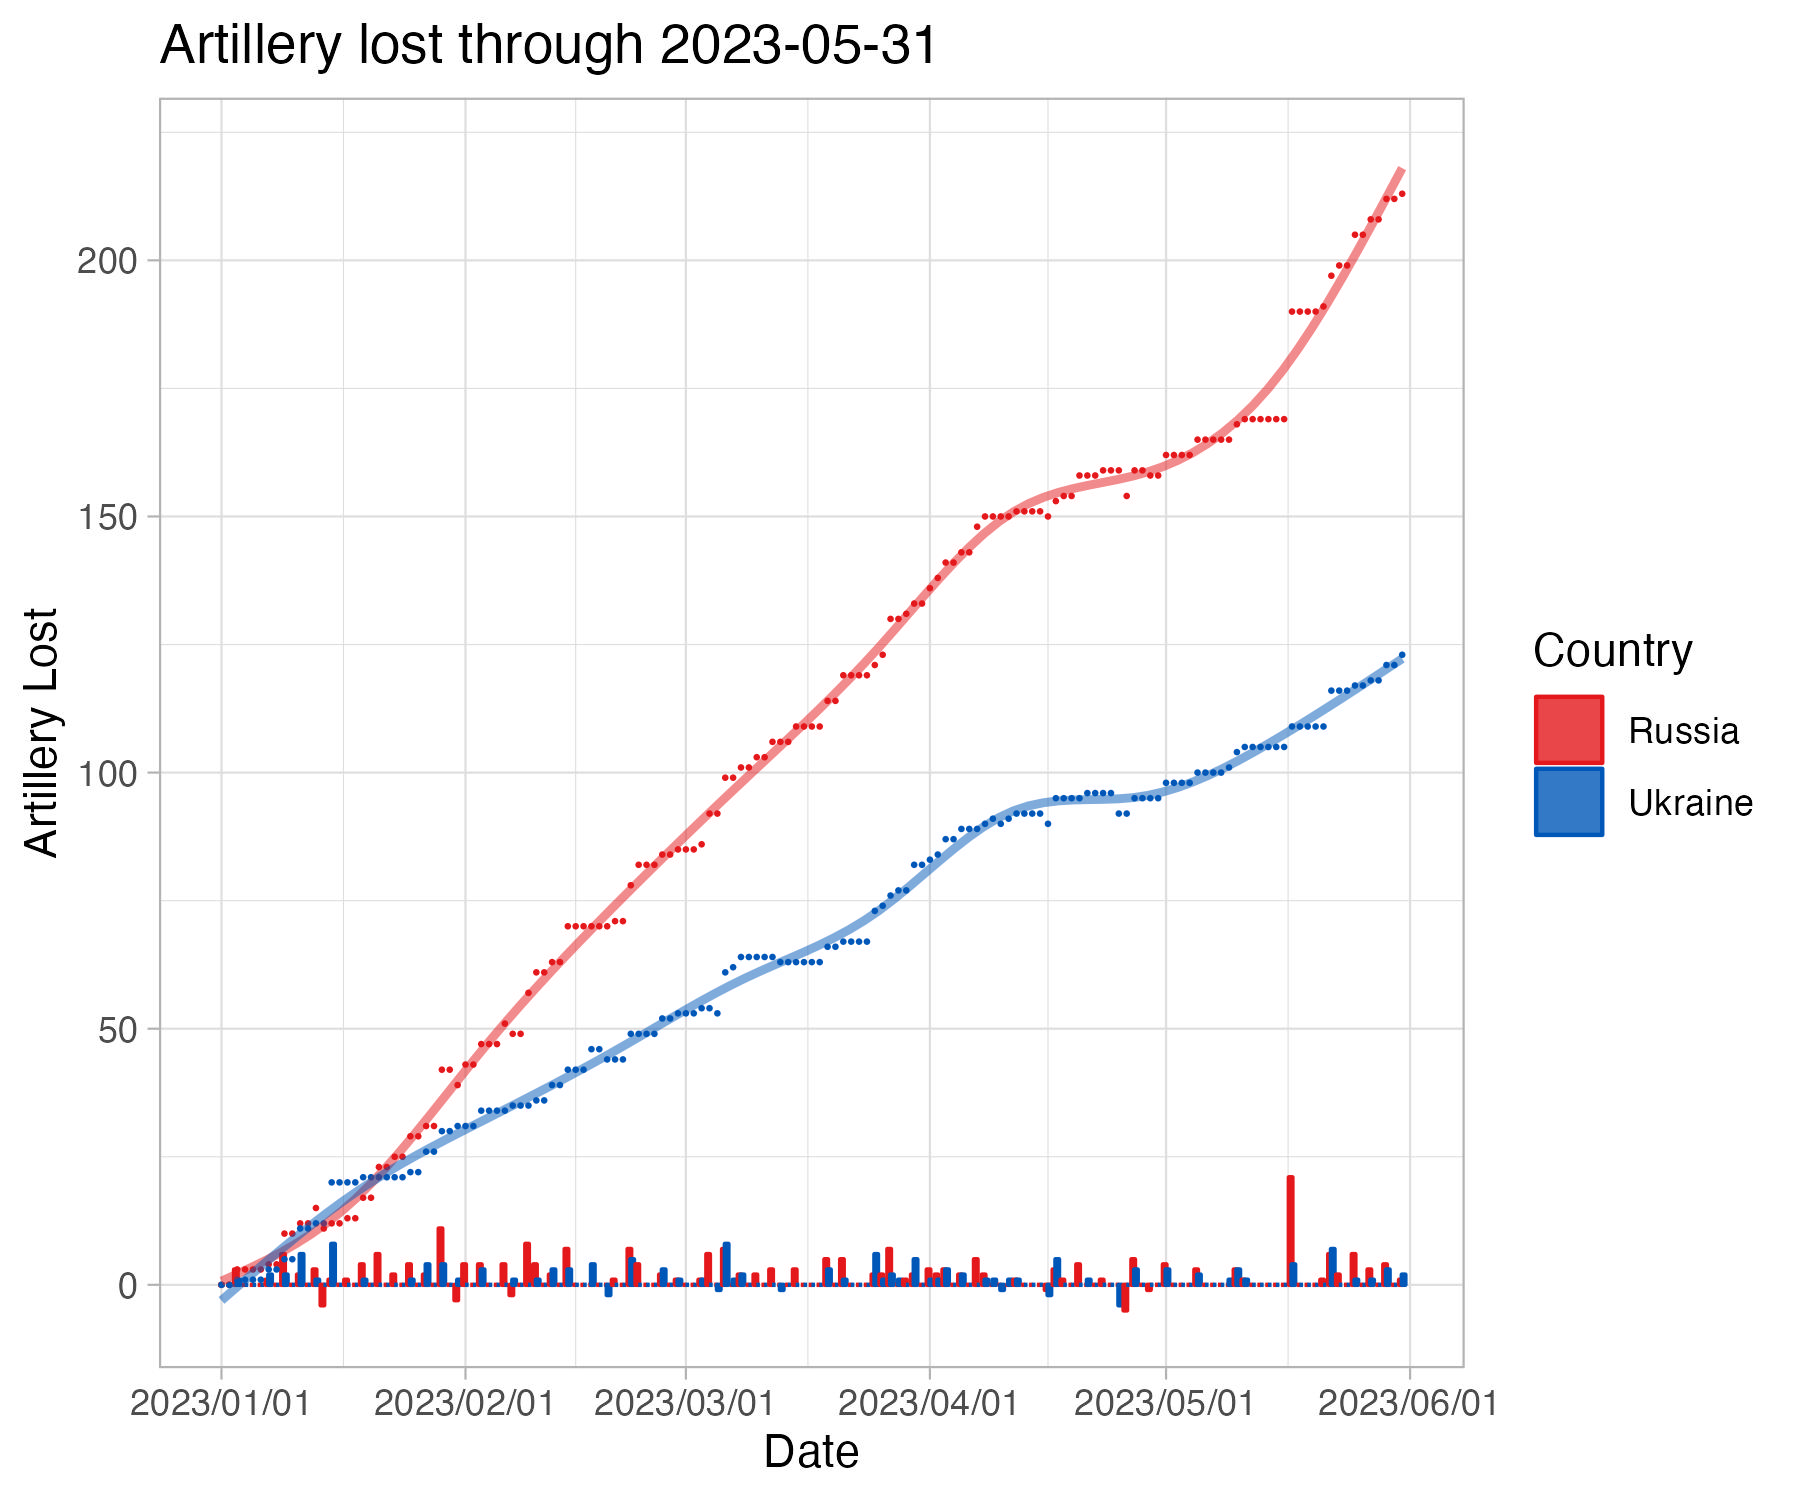 Artillery lost through 2023-05-31
Artillery Lost
200
150
100
50
0
2023/01/01 2023/02/01 2023/03/01 2023/04/01 2023/05/01 2023/06/01
Date
Country
Russia
Ukraine